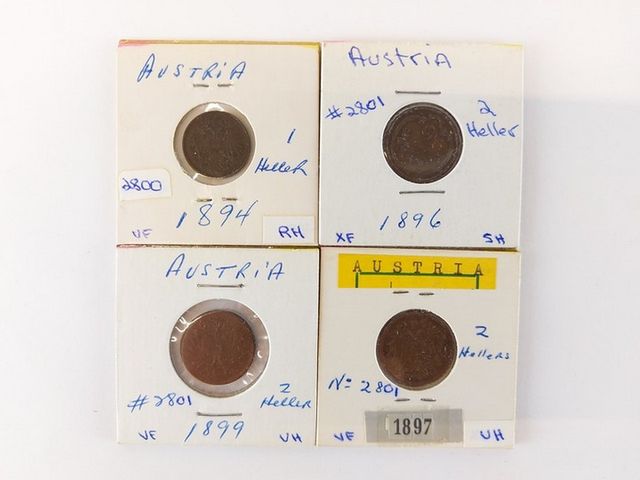 AUSTRIA
1
Heller
2800
1894
VF
RH
Austria
#2801
2
Heller
1896
XF
SH
AUSTRIA
#2801
2
Heller
1899
VF
VH
AUSTRIA
2
Hellers
No 2801
1897
VF
UH